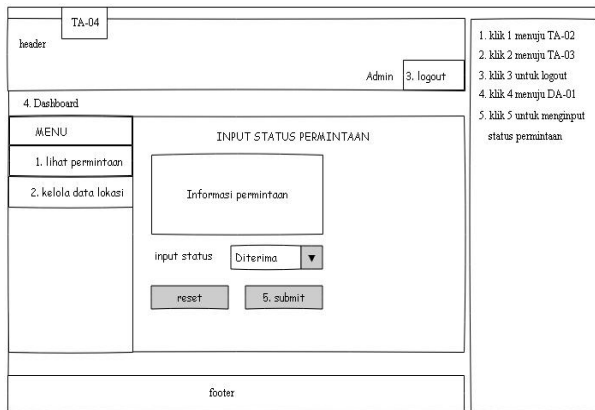 TA-04
header
Admin
3. logout
4. Dashboard
MENU
1. lihat permintaan
2. kelola data lokasi
INPUT STATUS PERMINTAAN
Informasi permintaan
input status
Diterima
reset
5. submit
footer
1. klik 1 menuju TA-02
2. klik 2 menuju TA-03
3. klik 3 untuk logout
4. klik 4 menuju DA-01
5. klik 5 untuk menginput
status permintaan